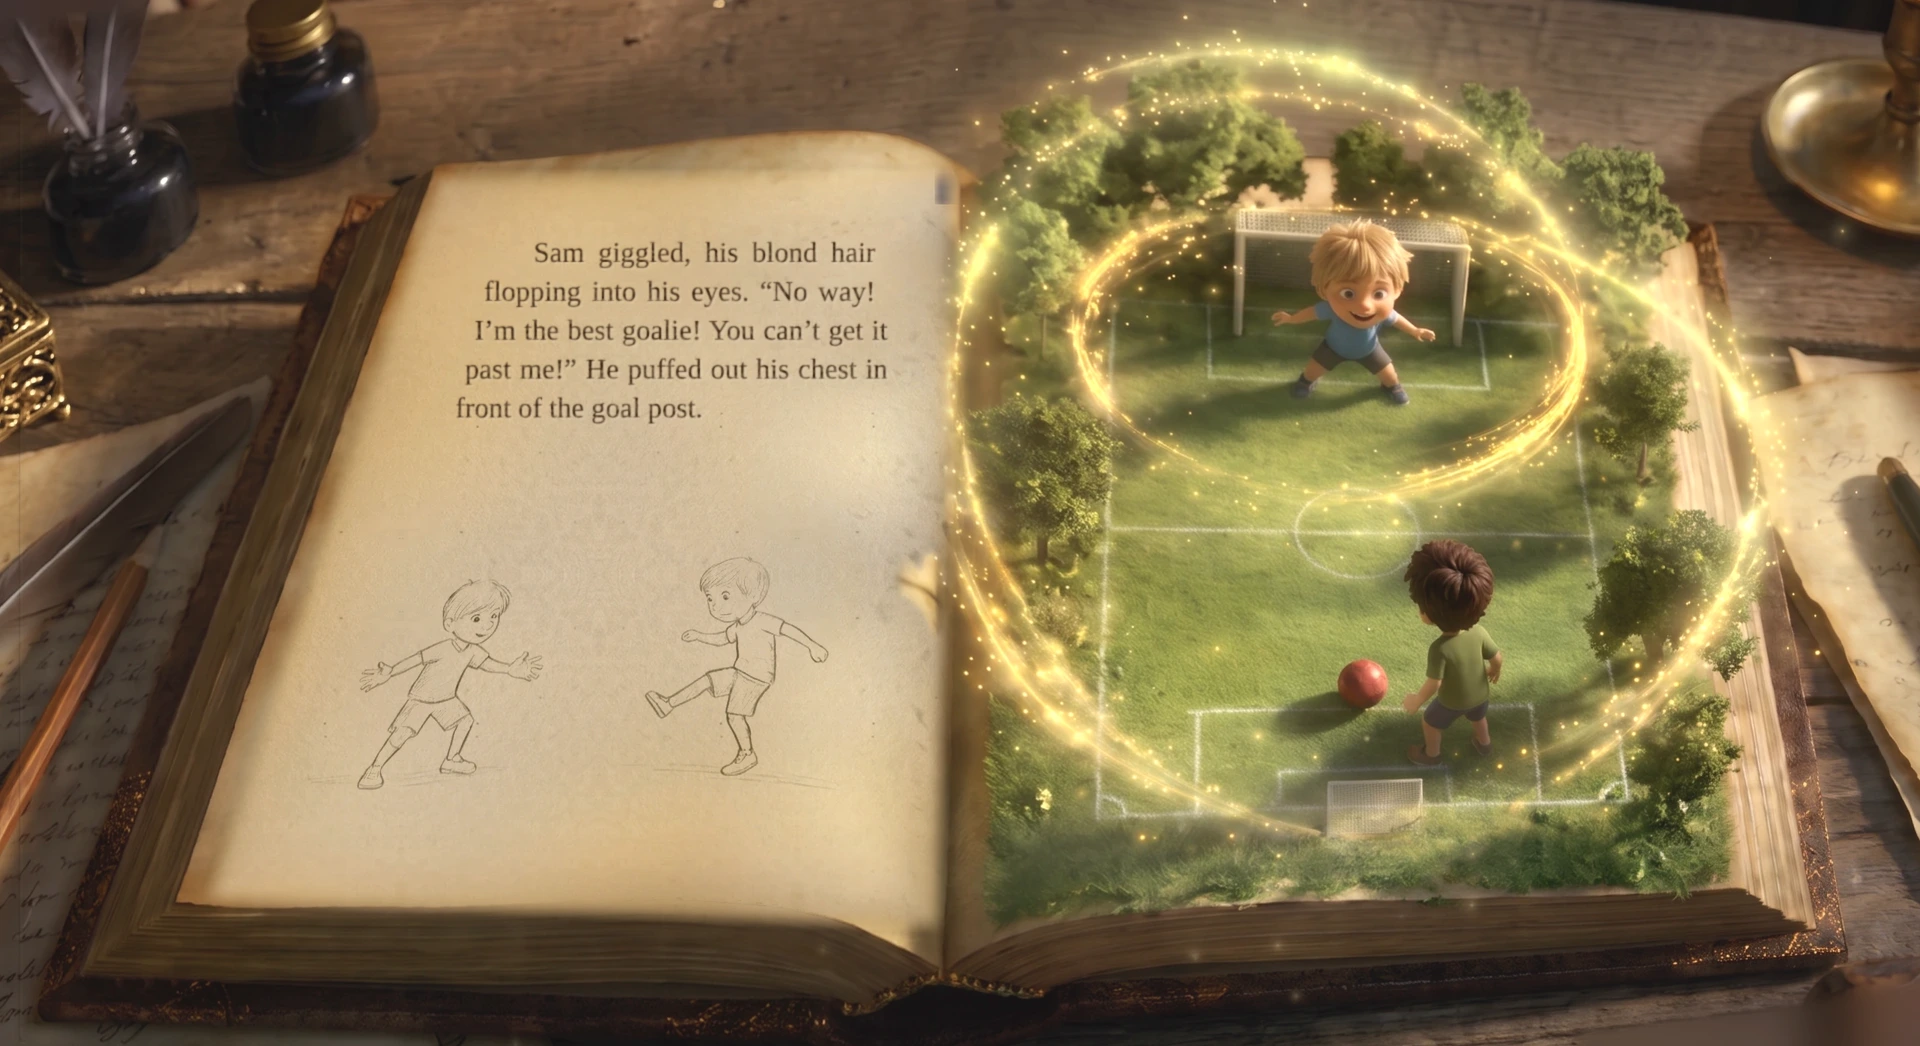 Sam giggled, his blond hair
flopping into his eyes. “No way!
I’m the best goalie! You can’t get it
past me!” He puffed out his chest in
front of the goal post.